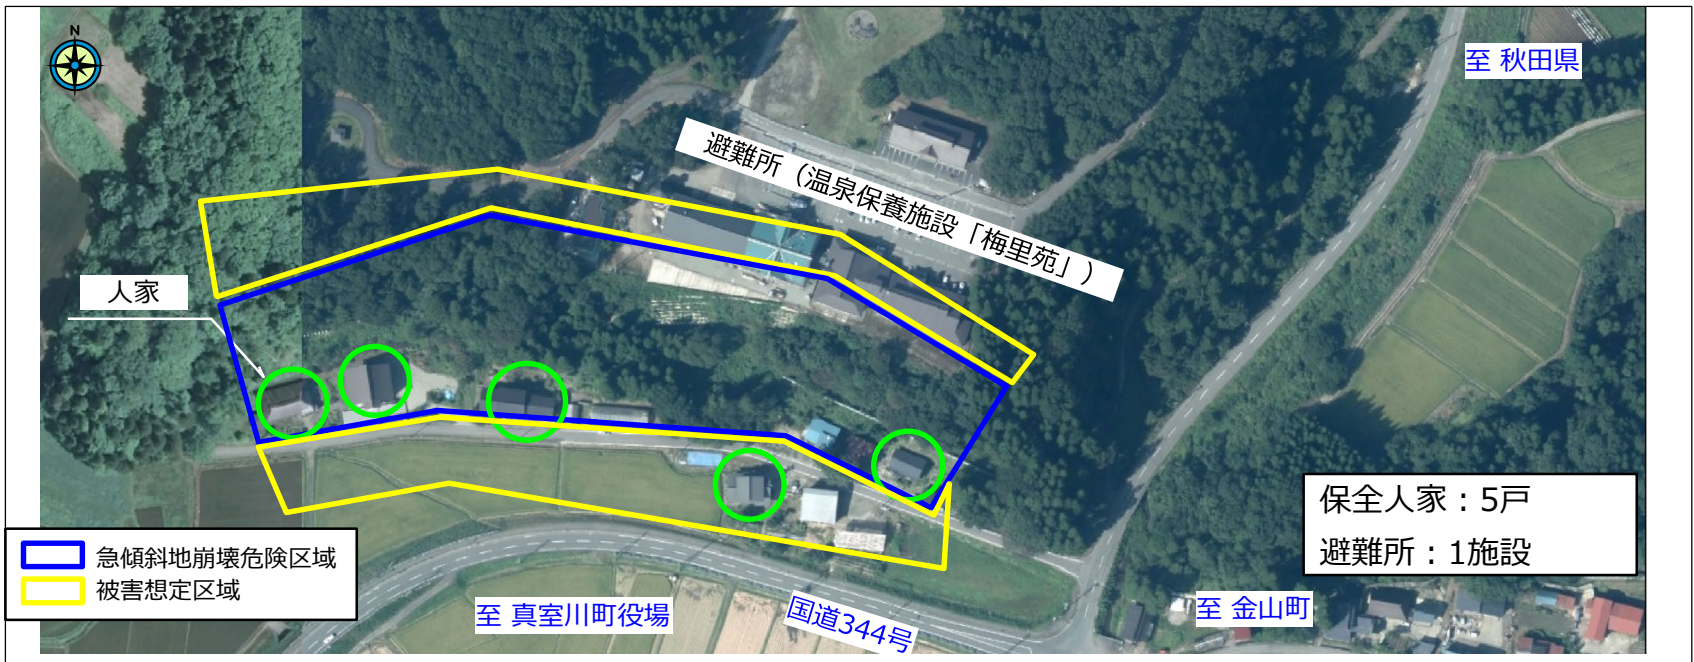 N
至 秋田県
避難所（温泉保養施設「梅里苑」）
人家
保全人家：5戸
避難所：1施設
急傾斜地崩壊危険区域
被害想定区域
至 真室川町役場
国道344号
至 金山町